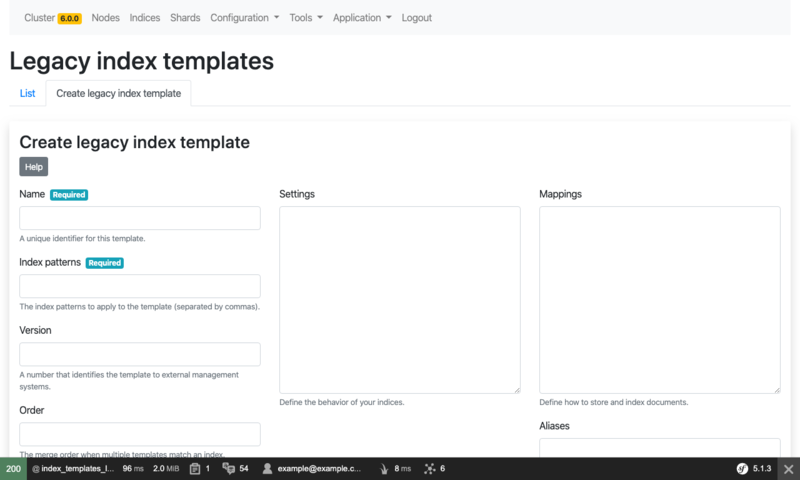 Cluster 6.0.0 Nodes Indices Shards Configuration Tools Application Logout
Legacy index templates
List Create legacy index template
Create legacy index template
Help
Name Required
A unique identifier for this template.
Index patterns Required
The index patterns to apply to the template (separated by commas).
Version
A number that identifies the template to external management
systems.
Order
The merge order when multiple templates match an index.
Settings
Define the behavior of your indices.
Mappings
Define how to store and index documents.
Aliases
200 @ index_templates_l... 96 ms 2.0 MiB 1 54 example@example.c... 8 ms 6 sf 5.1.3